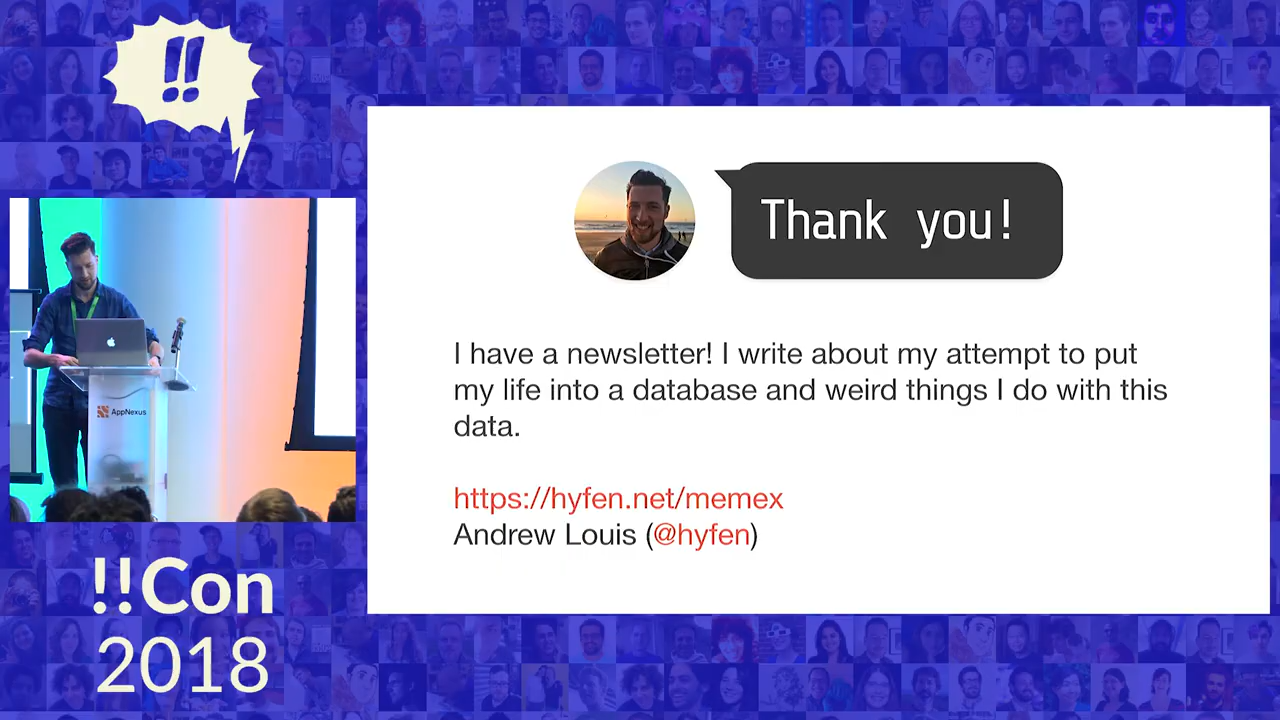 !!
Thank you!
I have a newsletter! I write about my attempt to put
my life into a database and weird things I do with this
data.
https://hyfen.net/memex
Andrew Louis (@hyfen)
AppNexus
!!Con
2018